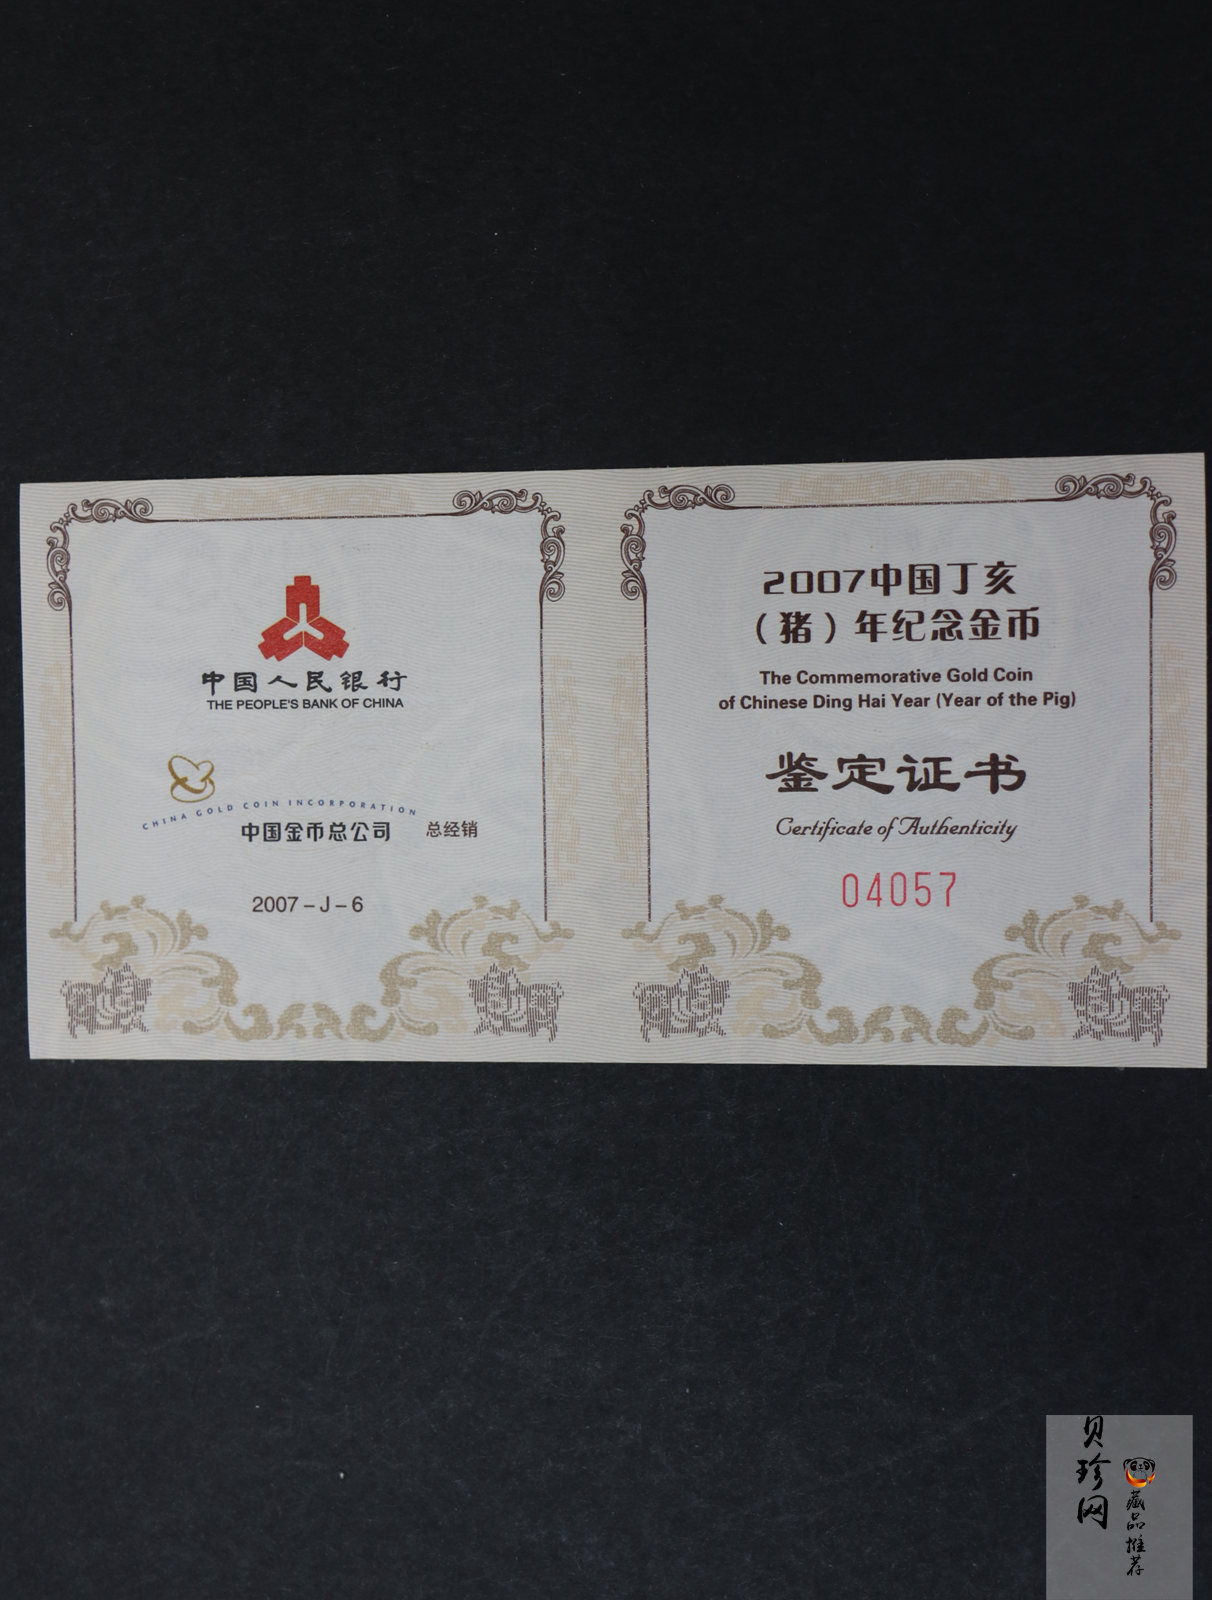 中国人民银行
THE PEOPLE'S BANK OF CHINA
CHINA GOLD COIN INCORPORATION
中国金币总公司 总经销
2007-J-6
2007中国丁亥
（猪）年纪念金币
The Commemorative Gold Coin
of Chinese Ding Hai Year (Year of the Pig)
鉴定证书
Certificate of Authenticity
04057
贝珍网
藏品推荐